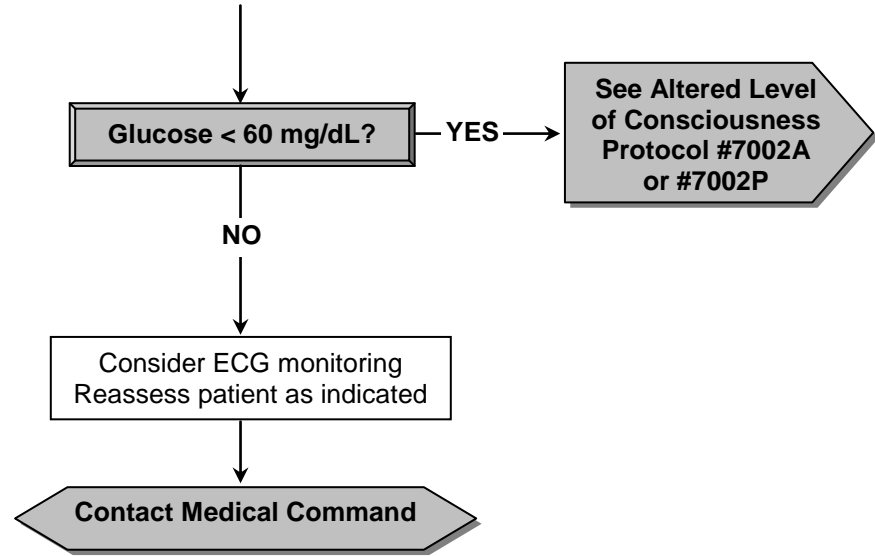 Glucose < 60 mg/dL?
YES
See Altered Level
of Consciousness
Protocol #7002A
or #7002P
NO
Consider ECG monitoring
Reassess patient as indicated
Contact Medical Command